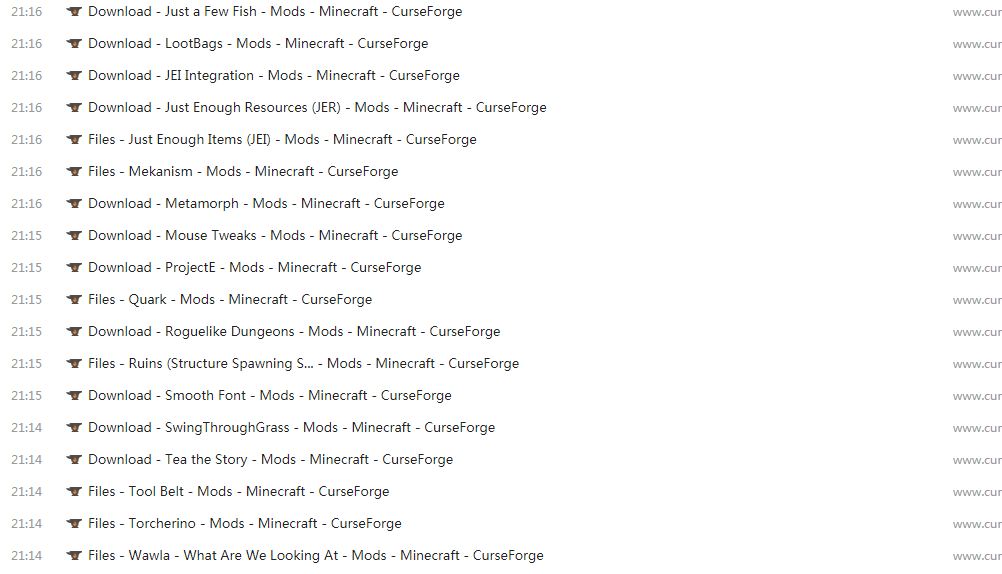 21:16 Download - Just a Few Fish - Mods - Minecraft - CurseForge www.cur
21:16 Download - LootBags - Mods - Minecraft - CurseForge www.cur
21:16 Download - JEI Integration - Mods - Minecraft - CurseForge www.cur
21:16 Download - Just Enough Resources (JER) - Mods - Minecraft - CurseForge www.cur
21:16 Files - Just Enough Items (JEI) - Mods - Minecraft - CurseForge www.cur
21:16 Files - Mekanism - Mods - Minecraft - CurseForge www.cur
21:16 Download - Metamorph - Mods - Minecraft - CurseForge www.cur
21:15 Download - Mouse Tweaks - Mods - Minecraft - CurseForge www.cur
21:15 Download - ProjectE - Mods - Minecraft - CurseForge www.cur
21:15 Files - Quark - Mods - Minecraft - CurseForge www.cur
21:15 Download - Roguelike Dungeons - Mods - Minecraft - CurseForge www.cur
21:15 Files - Ruins (Structure Spawning S... - Mods - Minecraft - CurseForge www.cur
21:15 Download - Smooth Font - Mods - Minecraft - CurseForge www.cur
21:14 Download - SwingThroughGrass - Mods - Minecraft - CurseForge www.cur
21:14 Download - Tea the Story - Mods - Minecraft - CurseForge www.cur
21:14 Files - Tool Belt - Mods - Minecraft - CurseForge www.cur
21:14 Files - Torcherino - Mods - Minecraft - CurseForge www.cur
21:14 Files - Wawla - What Are We Looking At - Mods - Minecraft - CurseForge www.cur